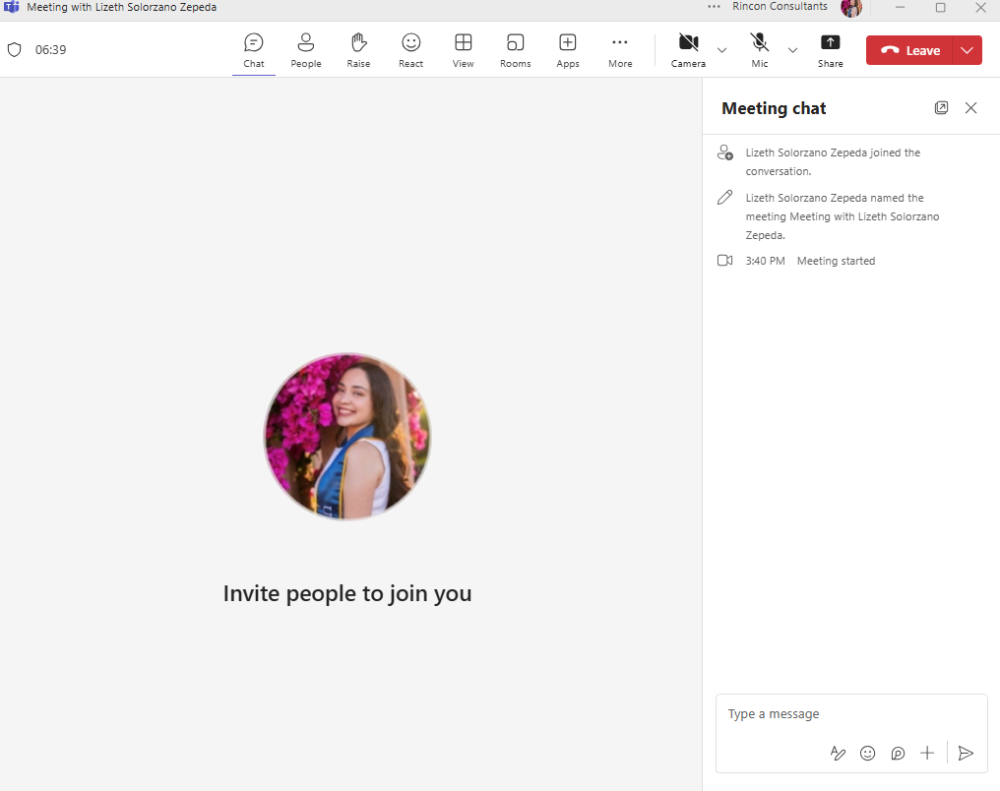 Meeting with Lizeth Solorzano Zepeda
Rincon Consultants
06:39
Chat
People
Raise
React
View
Rooms
Apps
More
Camera
Mic
Share
Leave
Meeting chat
Lizeth Solorzano Zepeda joined the
conversation.
Lizeth Solorzano Zepeda named the
meeting Meeting with Lizeth Solorzano
Zepeda.
3:40 PM Meeting started
Invite people to join you
Type a message